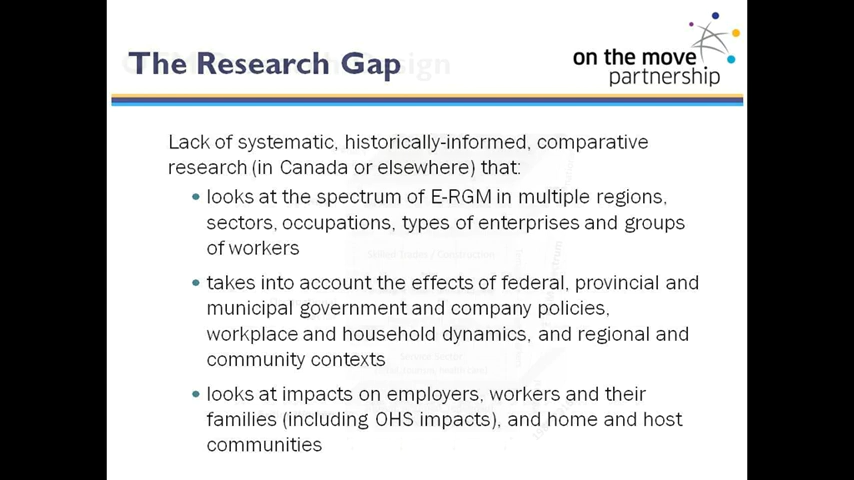 The Research Gap
on the move
partnership
Lack of systematic, historically-informed, comparative
research (in Canada or elsewhere) that:
• looks at the spectrum of E-RGM in multiple regions,
sectors, occupations, types of enterprises and groups
of workers
• takes into account the effects of federal, provincial and
municipal government and company policies,
workplace and household dynamics, and regional and
community contexts
• looks at impacts on employers, workers and their
families (including OHS impacts), and home and host
communities